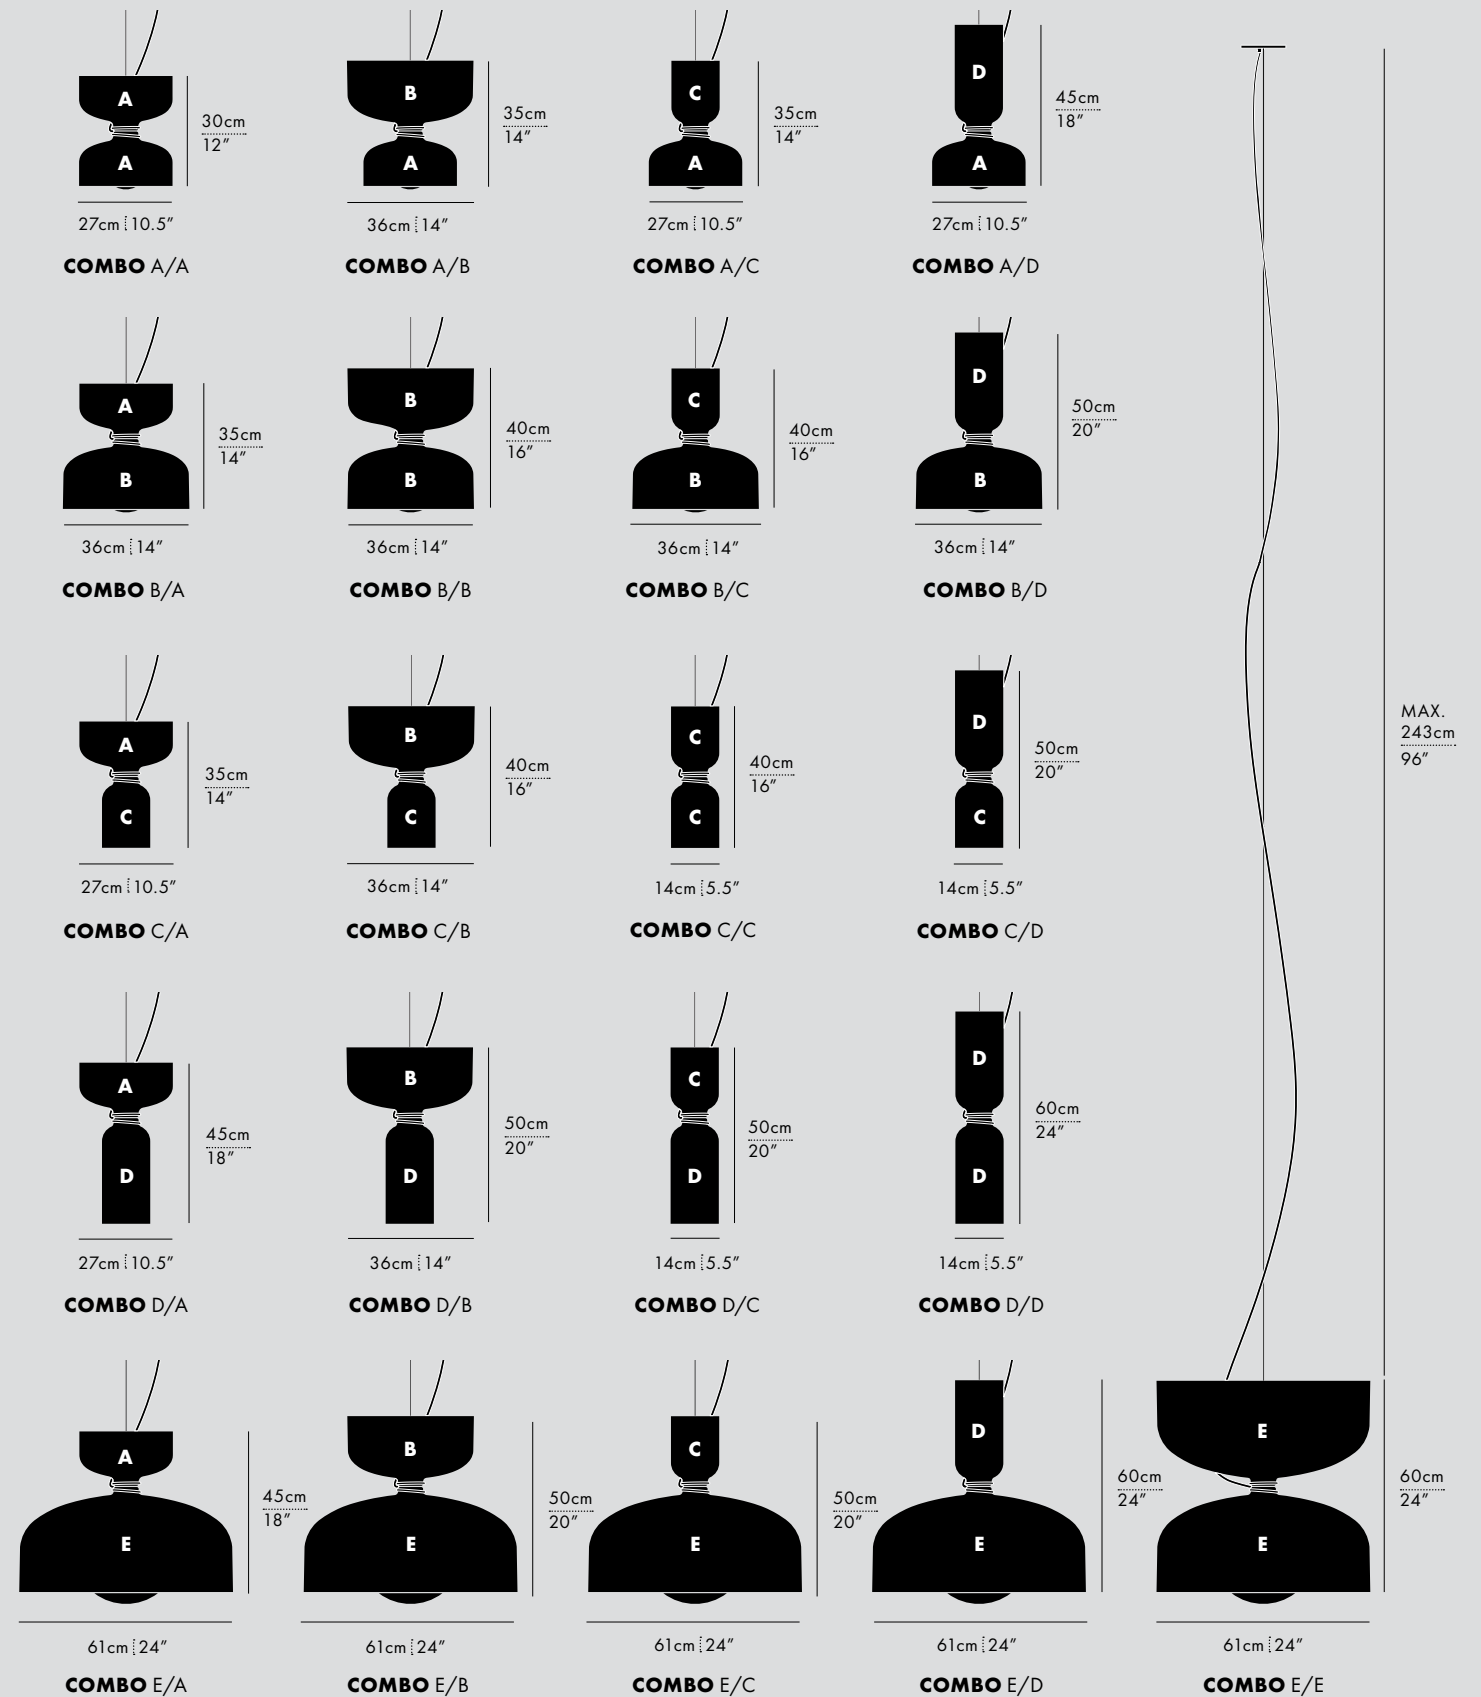 A
A
30cm
12″
27cm 10.5″
COMBO A/A
B
A
35cm
14″
36cm 14″
COMBO A/B
C
A
35cm
14″
27cm 10.5″
COMBO A/C
D
A
45cm
18″
27cm 10.5″
COMBO A/D
A
B
35cm
14″
36cm 14″
COMBO B/A
B
B
40cm
16″
36cm 14″
COMBO B/B
C
B
40cm
16″
36cm 14″
COMBO B/C
D
B
50cm
20″
36cm 14″
COMBO B/D
A
C
35cm
14″
27cm 10.5″
COMBO C/A
B
C
40cm
16″
36cm 14″
COMBO C/B
C
C
40cm
16″
14cm 5.5″
COMBO C/C
D
C
50cm
20″
14cm 5.5″
COMBO C/D
MAX.
243cm
96″
A
D
45cm
18″
27cm 10.5″
COMBO D/A
B
D
50cm
20″
36cm 14″
COMBO D/B
C
D
50cm
20″
14cm 5.5″
COMBO D/C
D
D
60cm
24″
14cm 5.5″
COMBO D/D
A
E
45cm
18″
61cm 24″
COMBO E/A
B
E
50cm
20″
61cm 24″
COMBO E/B
C
E
50cm
20″
61cm 24″
COMBO E/C
D
E
60cm
24″
61cm 24″
COMBO E/D
E
E
60cm
24″
61cm 24″
COMBO E/E